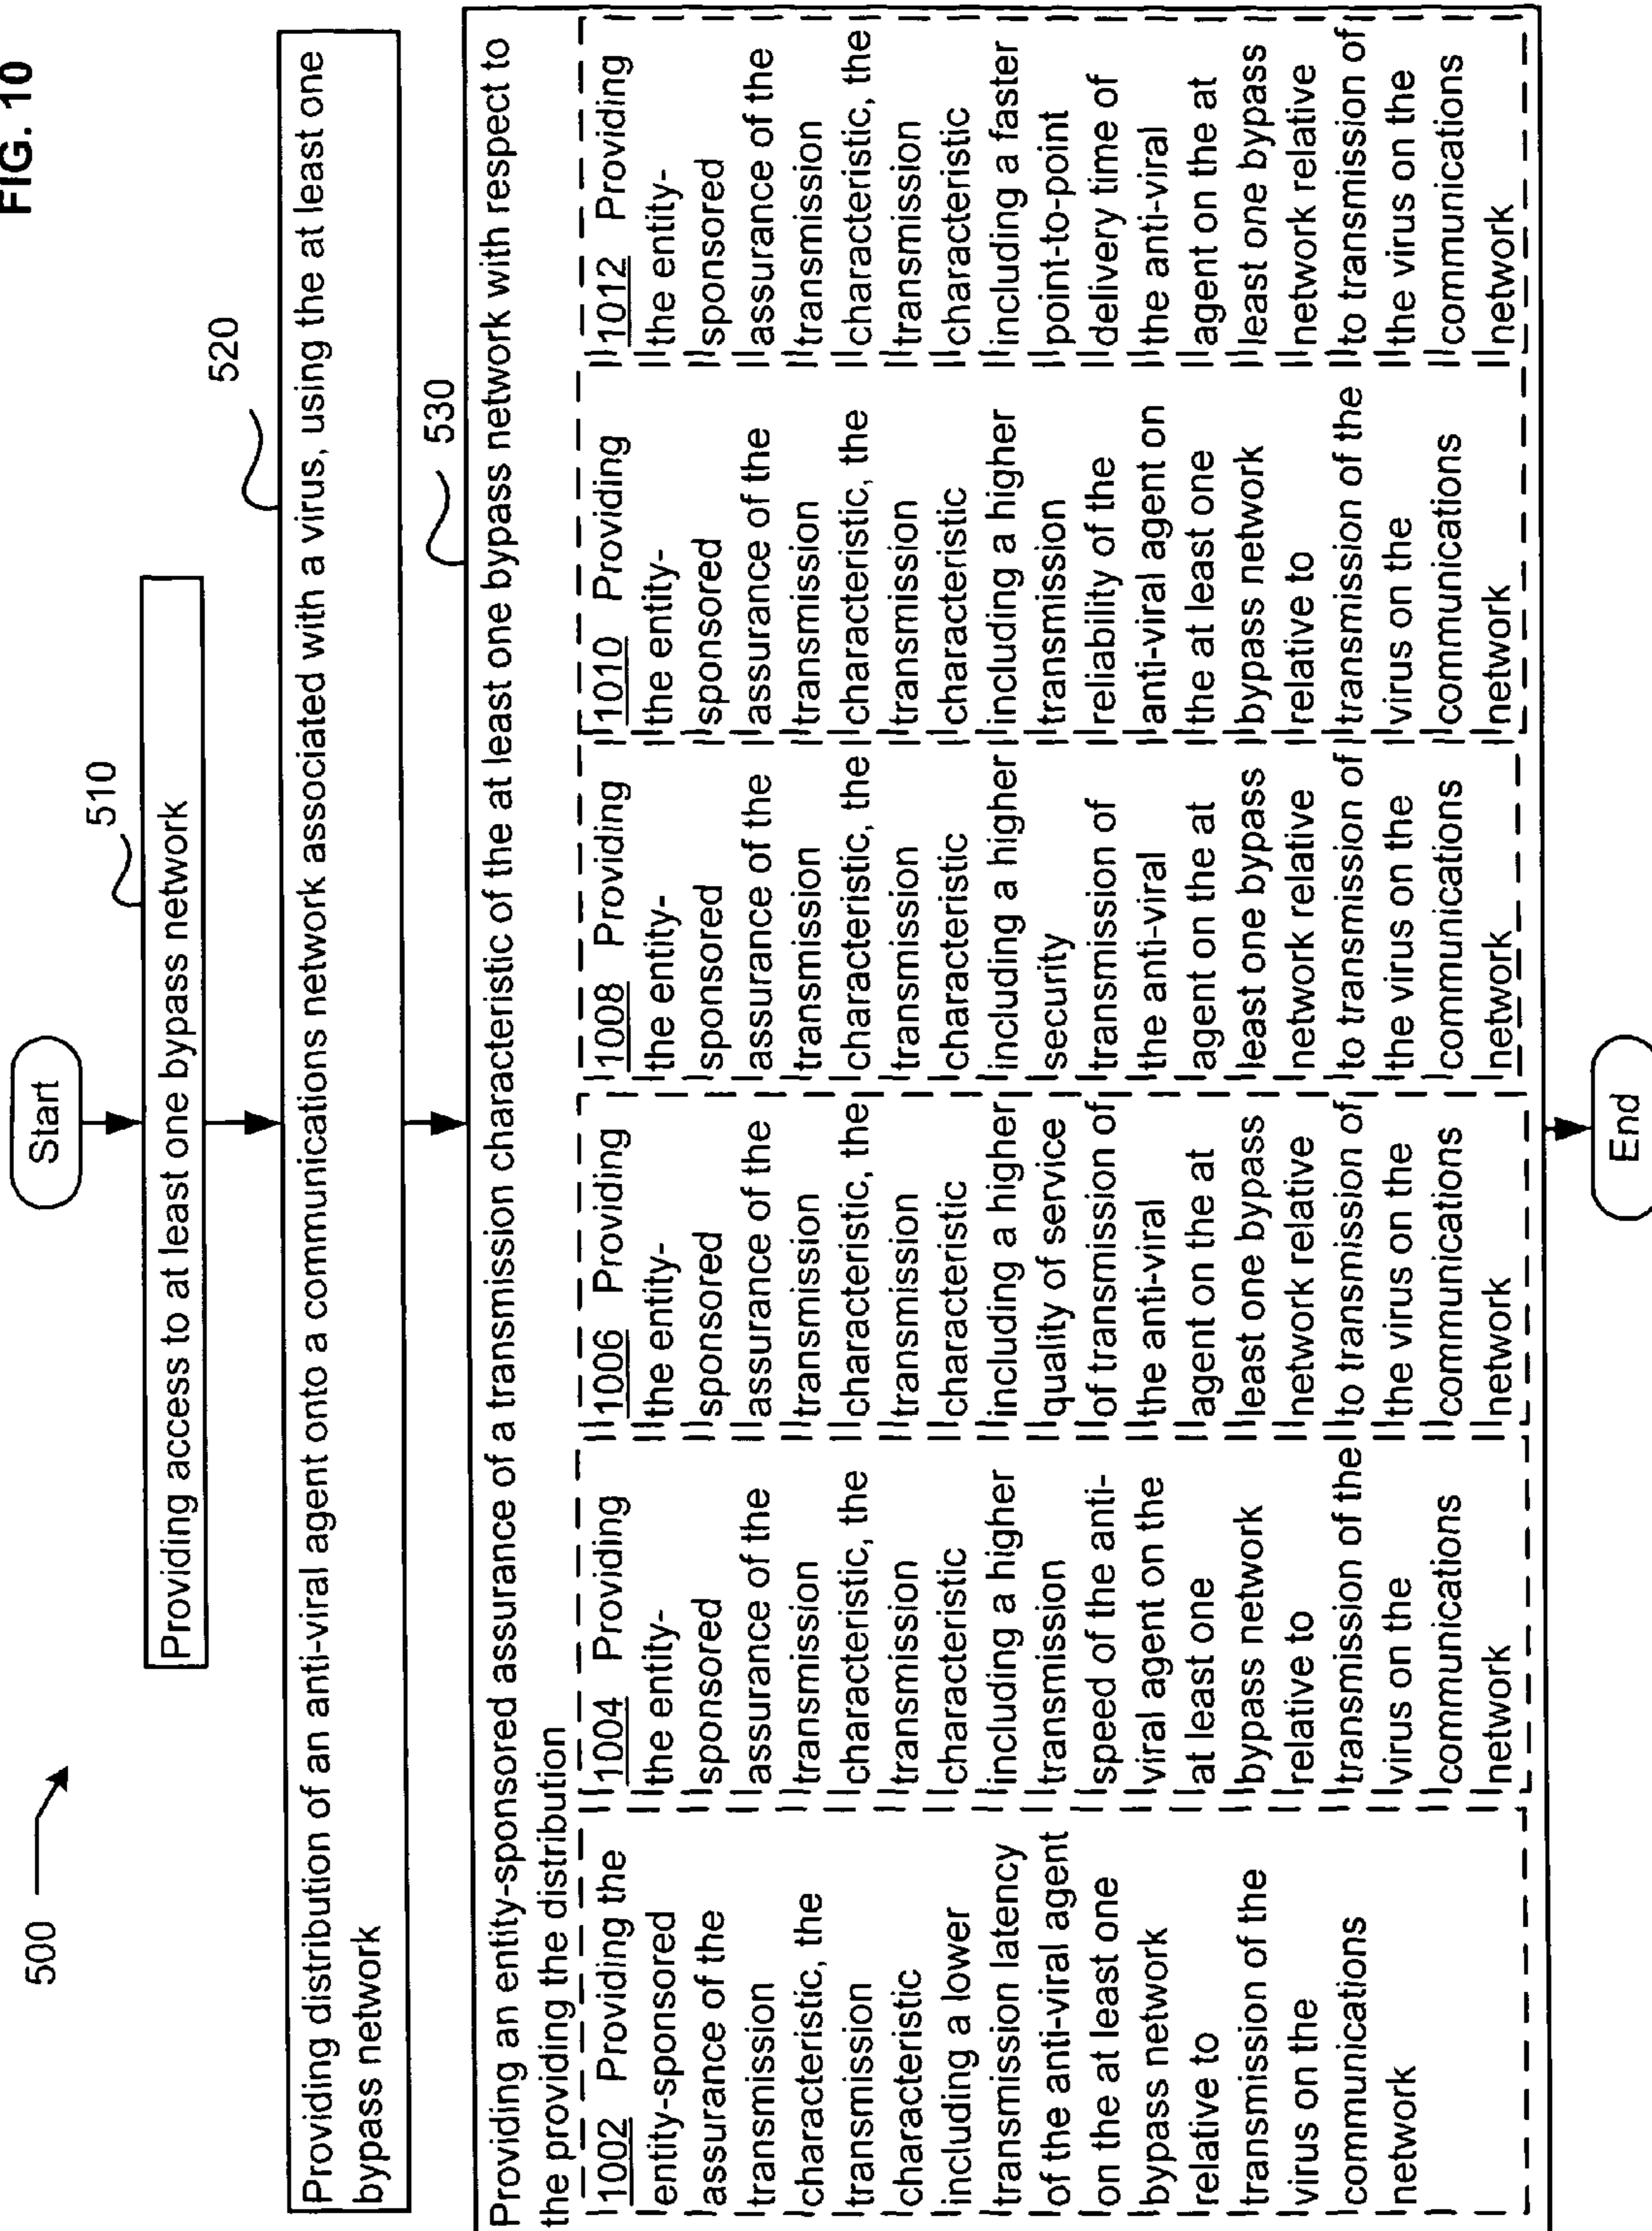 FIG. 10
500
Start
510
Providing access to at least one bypass network
520
Providing distribution of an anti-viral agent onto a communications network associated with a virus, using the at least one
bypass network
530
Providing an entity-sponsored assurance of a transmission characteristic of the at least one bypass network with respect to
the providing the distribution
1002 Providing the
entity-sponsored
assurance of the
transmission
characteristic, the
transmission
characteristic
including a lower
transmission latency
of the anti-viral agent
on the at least one
bypass network
relative to
transmission of the
virus on the
communications
network
1004 Providing
the entity-
sponsored
assurance of the
transmission
characteristic, the
transmission
characteristic
including a higher
transmission
speed of the anti-
viral agent on the
at least one
bypass network
relative to
transmission of the
virus on the
communications
network
1006 Providing
the entity-
sponsored
assurance of the
transmission
characteristic, the
transmission
characteristic
including a higher
quality of service
of transmission of
the anti-viral
agent on the at
least one bypass
network relative
to transmission of
the virus on the
communications
network
1008 Providing
the entity-
sponsored
assurance of the
transmission
characteristic, the
transmission
characteristic
including a higher
security
transmission of
the anti-viral
agent on the at
least one bypass
network relative
to transmission of
the virus on the
communications
network
1010 Providing
the entity-
sponsored
assurance of the
transmission
characteristic, the
transmission
characteristic
including a higher
transmission
reliability of the
anti-viral agent on
the at least one
bypass network
relative to
transmission of the
virus on the
communications
network
1012 Providing
the entity-
sponsored
assurance of the
transmission
characteristic, the
transmission
characteristic
including a faster
point-to-point
delivery time of
the anti-viral
agent on the at
least one bypass
network relative
to transmission of
the virus on the
communications
network
End